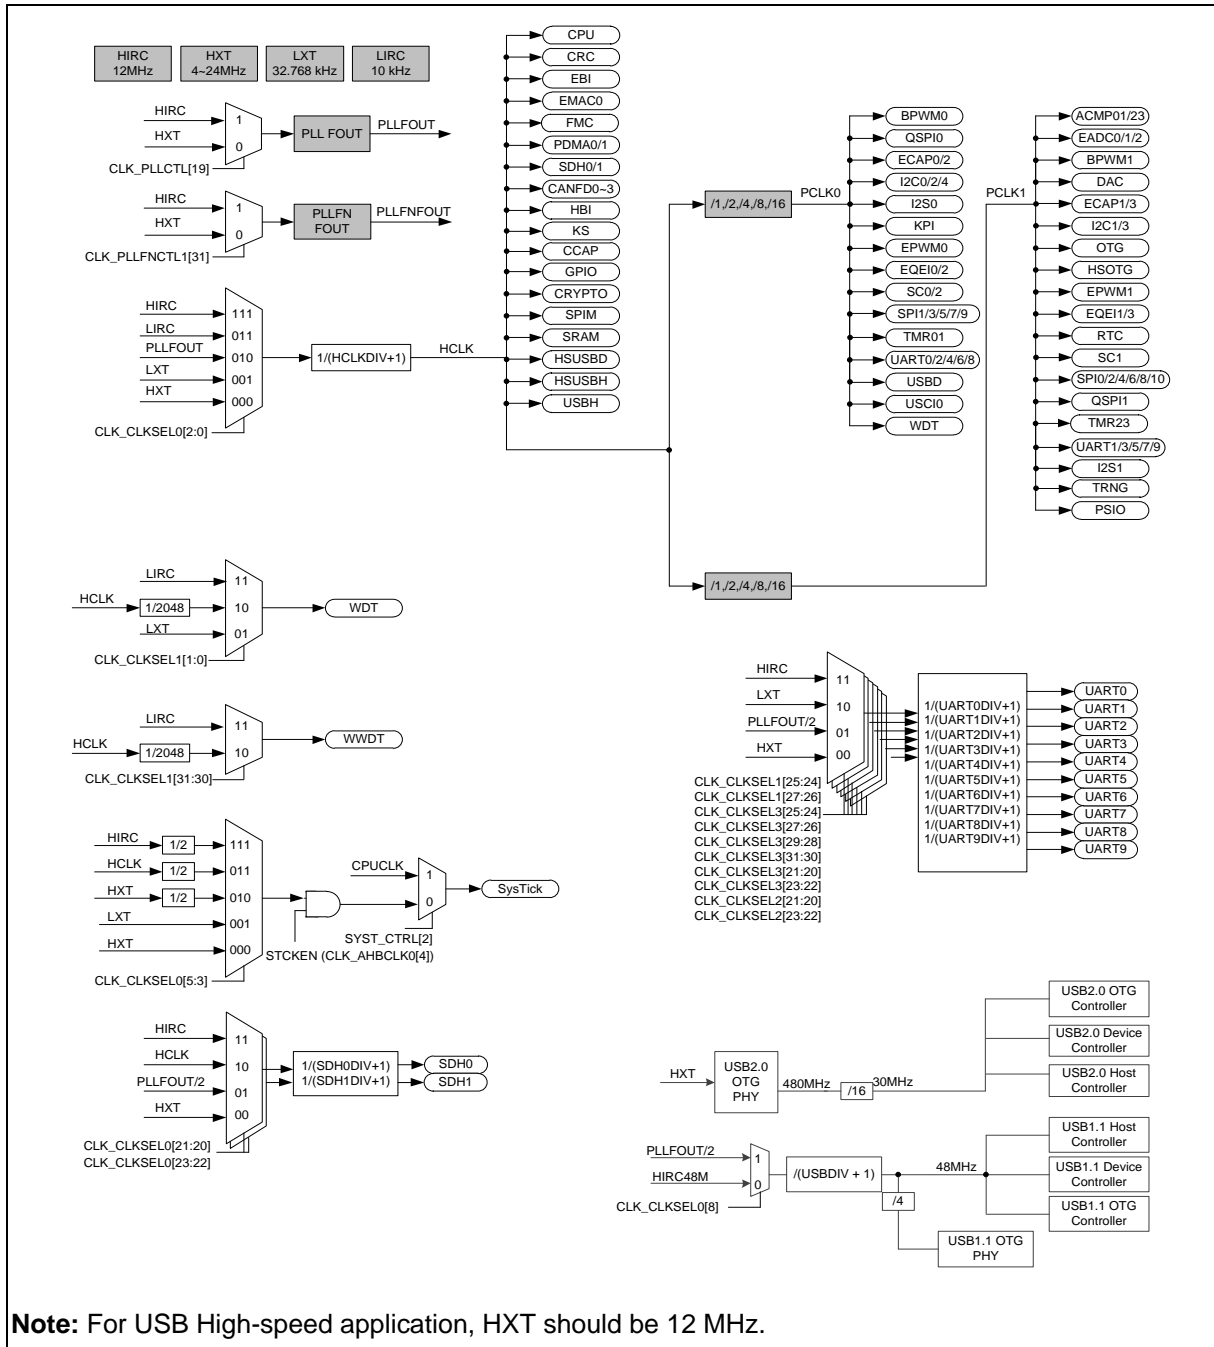 HIRC
12MHz
HXT
4~24MHz
LXT
32.768 kHz
LIRC
10 kHz
HIRC
HXT
1
0
CLK_PLLCTL[19]
PLL FOUT
PLLFOUT
HIRC
HXT
1
0
CLK_PLLFNCTL1[31]
PLLFN
FOUT
PLLFNFOUT
HIRC
LIRC
PLLFOUT
LXT
HXT
111
011
010
001
000
CLK_CLKSEL0[2:0]
1/(HCLKDIV+1)
HCLK
CPU
CRC
EBI
EMAC0
FMC
PDMA0/1
SDH0/1
CANFD0~3
HBI
KS
CCAP
GPIO
CRYPTO
SPIM
SRAM
HSUSBD
HSUSBH
USBH
/1,/2,/4,/8,/16
PCLK0
BPWM0
QSPI0
ECAP0/2
I2C0/2/4
I2S0
KPI
EPWM0
EQEI0/2
SC0/2
SPI1/3/5/7/9
TMR01
UART0/2/4/6/8
USBD
USCI0
WDT
/1,/2,/4,/8,/16
PCLK1
ACMP01/23
EADC0/1/2
BPWM1
DAC
ECAP1/3
I2C1/3
OTG
HSOTG
EPWM1
EQEI1/3
RTC
SC1
SPI0/2/4/6/8/10
QSPI1
TMR23
UART1/3/5/7/9
I2S1
TRNG
PSIO
LIRC
HCLK
1/2048
LXT
11
10
01
CLK_CLKSEL1[1:0]
WDT
LIRC
HCLK
1/2048
11
10
CLK_CLKSEL1[31:30]
WWDT
HIRC
1/2
HCLK
1/2
HXT
1/2
LXT
HXT
111
011
010
001
000
CLK_CLKSEL0[5:3]
STCKEN (CLK_AHBCLK0[4])
CPUCLK
1
0
SYST_CTRL[2]
SysTick
HIRC
HCLK
PLLFOUT/2
HXT
11
10
01
00
CLK_CLKSEL0[21:20]
CLK_CLKSEL0[23:22]
1/(SDH0DIV+1)
1/(SDH1DIV+1)
SDH0
SDH1
HIRC
LXT
PLLFOUT/2
HXT
11
10
01
00
CLK_CLKSEL1[25:24]
CLK_CLKSEL1[27:26]
CLK_CLKSEL3[25:24]
CLK_CLKSEL3[27:26]
CLK_CLKSEL3[29:28]
CLK_CLKSEL3[31:30]
CLK_CLKSEL3[21:20]
CLK_CLKSEL3[23:22]
CLK_CLKSEL2[21:20]
CLK_CLKSEL2[23:22]
1/(UART0DIV+1)
1/(UART1DIV+1)
1/(UART2DIV+1)
1/(UART3DIV+1)
1/(UART4DIV+1)
1/(UART5DIV+1)
1/(UART6DIV+1)
1/(UART7DIV+1)
1/(UART8DIV+1)
1/(UART9DIV+1)
UART0
UART1
UART2
UART3
UART4
UART5
UART6
UART7
UART8
UART9
HXT
USB2.0
OTG
PHY
480MHz
/16
30MHz
USB2.0 OTG
Controller
USB2.0 Device
Controller
USB2.0 Host
Controller
PLLFOUT/2
HIRC48M
1
0
CLK_CLKSEL0[8]
/(USBDIV + 1)
/4
48MHz
USB1.1 Host
Controller
USB1.1 Device
Controller
USB1.1 OTG
Controller
USB1.1 OTG
PHY
Note: For USB High-speed application, HXT should be 12 MHz.